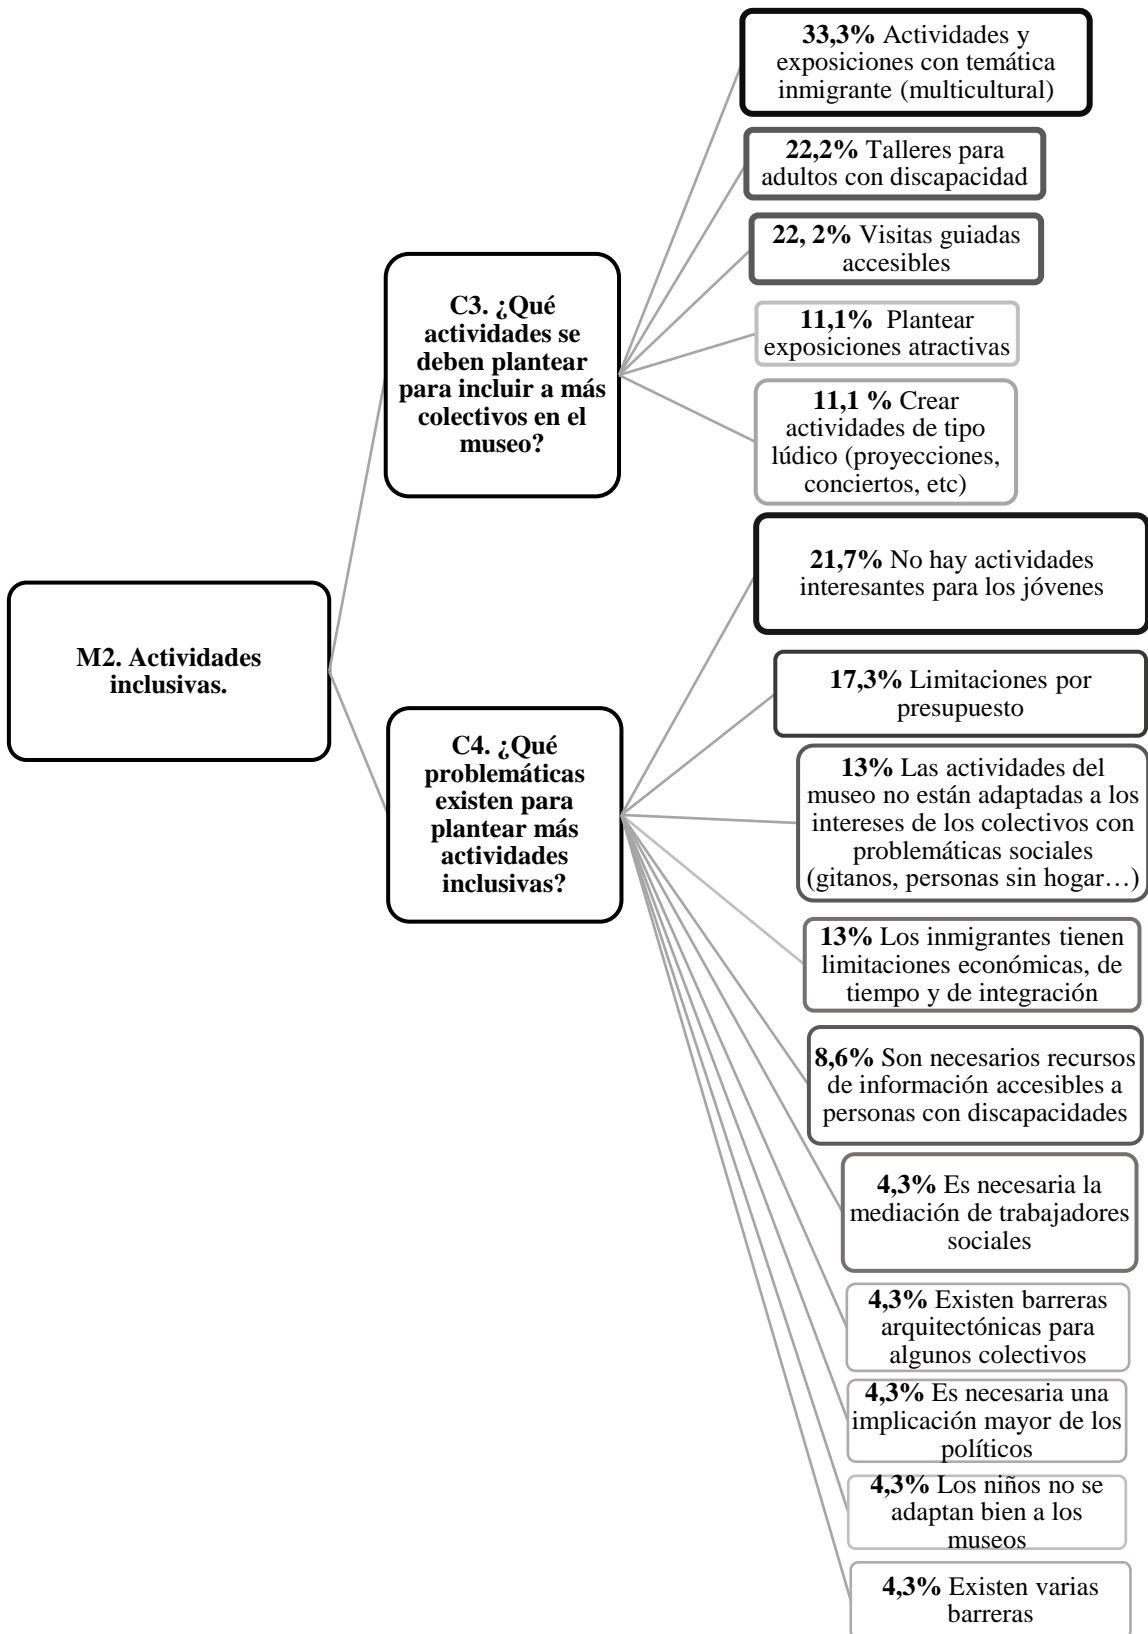 33,3% Actividades y
exposiciones con temática
inmigrante (multicultural)
22,2% Talleres para
adultos con discapacidad
22, 2% Visitas guiadas
accesibles
C3. ¿Qué
actividades se
deben plantear
para incluir a más
colectivos en el
museo?
11,1% Plantear
exposiciones atractivas
11,1 % Crear
actividades de tipo
lúdico (proyecciones,
conciertos, etc)
21,7% No hay actividades
interesantes para los jóvenes
M2. Actividades
inclusivas.
17,3% Limitaciones por
presupuesto
C4. ¿Qué
problemáticas
existen para
plantear más
actividades
inclusivas?
13% Las actividades del
museo no están adaptadas a los
intereses de los colectivos con
problemáticas sociales
(gitanos, personas sin hogar…)
13% Los inmigrantes tienen
limitaciones económicas, de
tiempo y de integración
8,6% Son necesarios recursos
de información accesibles a
personas con discapacidades
4,3% Es necesaria la
mediación de trabajadores
sociales
4,3% Existen barreras
arquitectónicas para
algunos colectivos
4,3% Es necesaria una
implicación mayor de los
políticos
4,3% Los niños no se
adaptan bien a los
museos
4,3% Existen varias
barreras